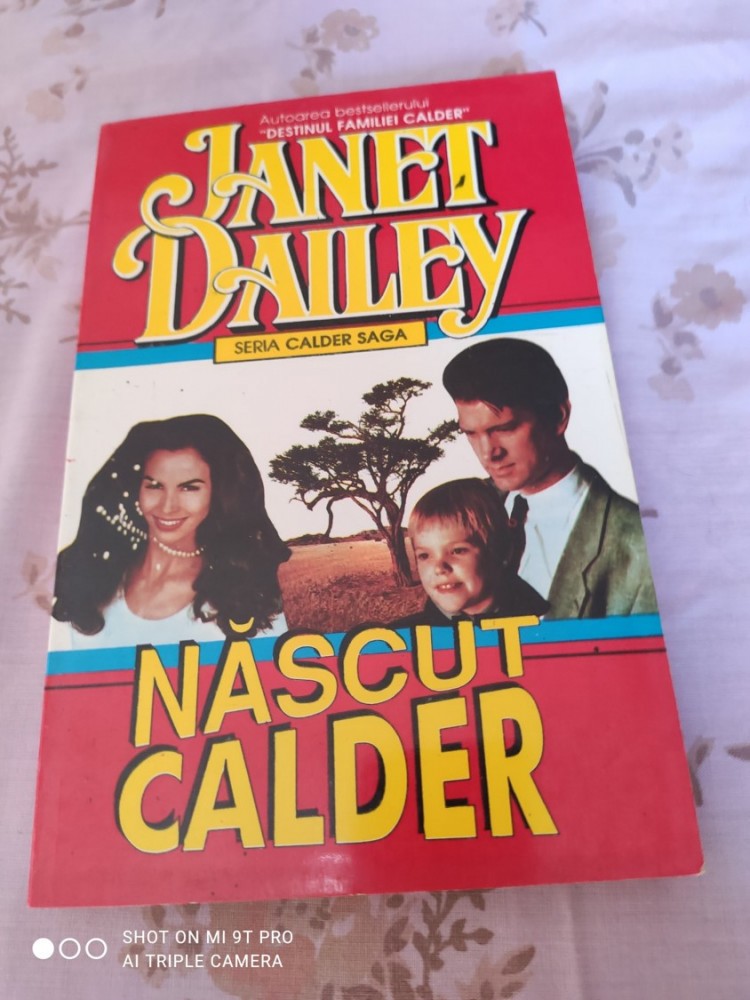 Autoarea bestsellerului
"DESTINUL FAMILIEI CALDER"
JANET
DAILEY
SERIA CALDER SAGA
NĂSCUT
CALDER
SHOT ON MI 9T PRO
AI TRIPLE CAMERA